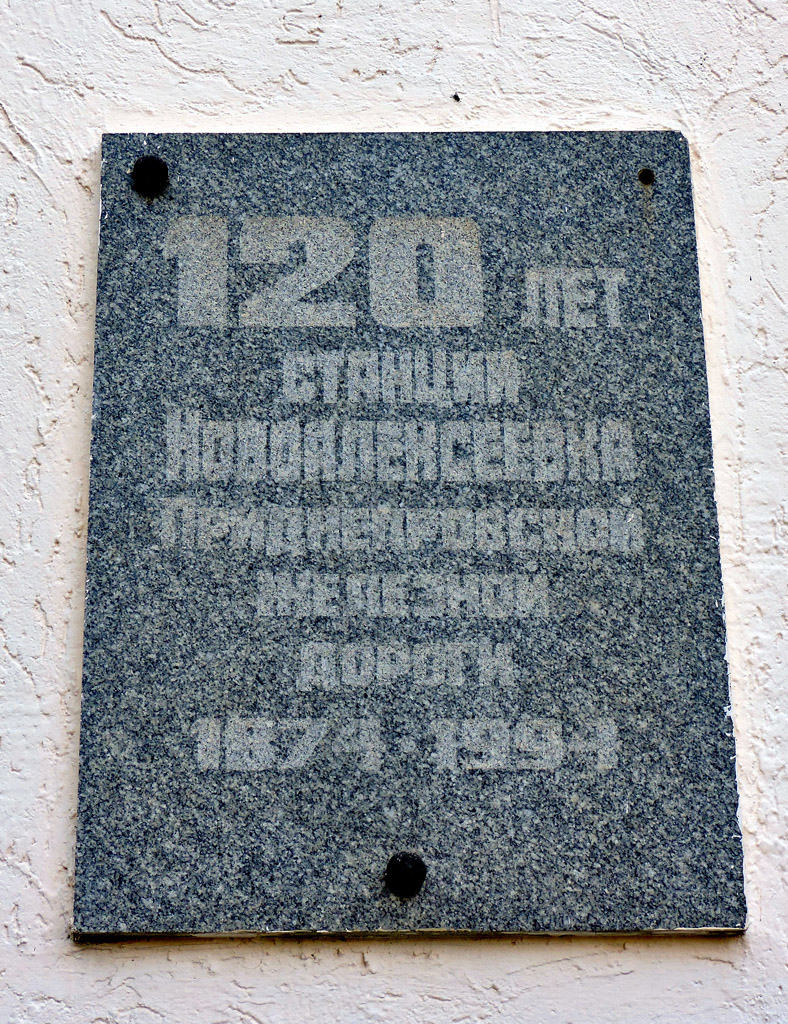 120 ЛЕТ
СТАНЦИИ
НОВОАЛЕКСЕЕВКА
ПРИДНЕПРОВСКОЙ
ЖЕЛЕЗНОЙ
ДОРОГИ
1874·1994